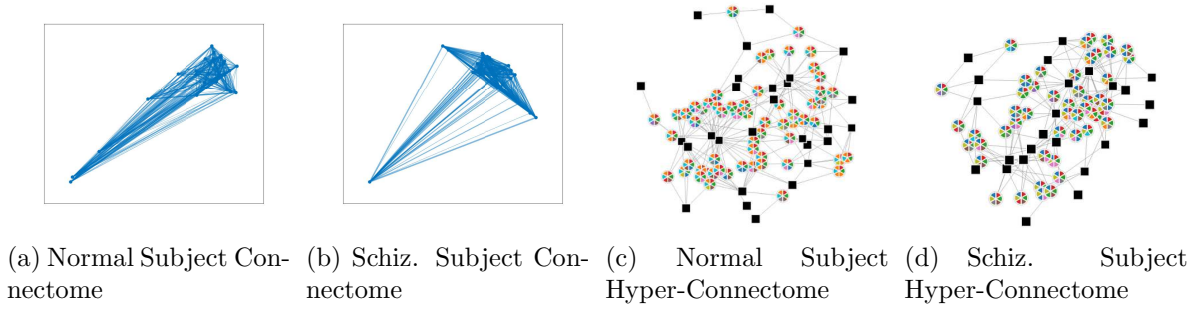 (a) Normal Subject Con-
nectome
(b) Schiz. Subject Con-
nectome
(c) Normal Subject
Hyper-Connectome
(d) Schiz. Subject
Hyper-Connectome